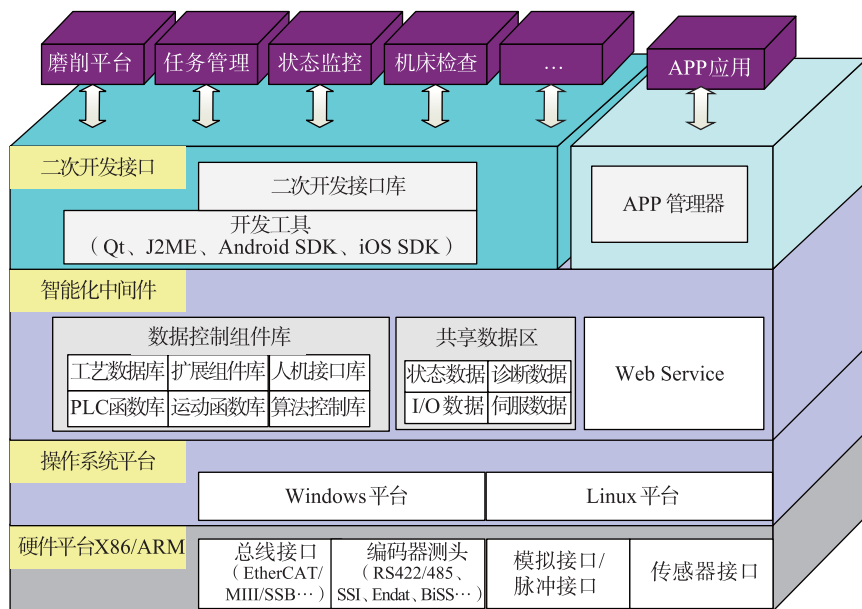 磨削平台
任务管理
状态监控
机床检查
…
APP应用
二次开发接口
二次开发接口库
开发工具
（Qt、J2ME、Android SDK、iOS SDK）
APP 管理器
智能化中间件
数据控制组件库
工艺数据库
扩展组件库
人机接口库
PLC函数库
运动函数库
算法控制库
共享数据区
状态数据
诊断数据
I/O 数据
伺服数据
Web Service
操作系统平台
Windows 平台
Linux 平台
硬件平台X86/ARM
总线接口
（EtherCAT/
MIII/SSB…）
编码器测头
（RS422/485、
SSI、Endat、BiSS…）
模拟接口/
脉冲接口
传感器接口